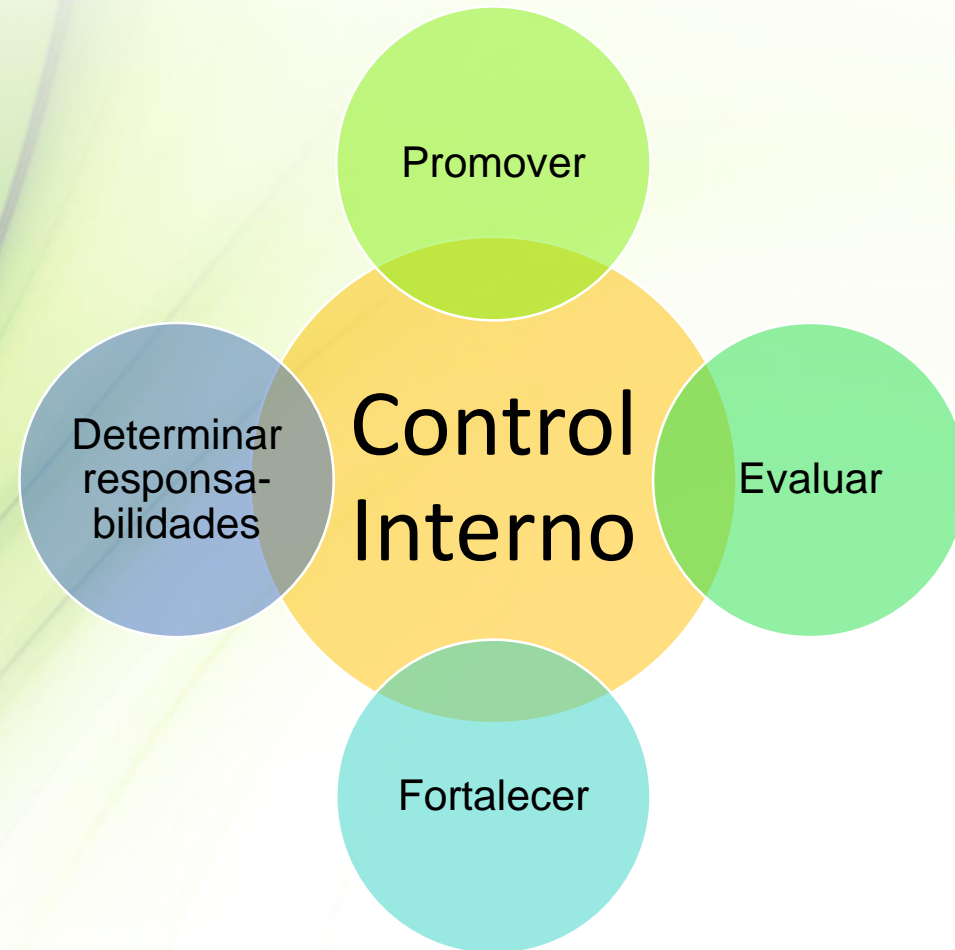 Promover
Control
Interno
Evaluar
Fortalecer
Determinar
responsa-
bilidades